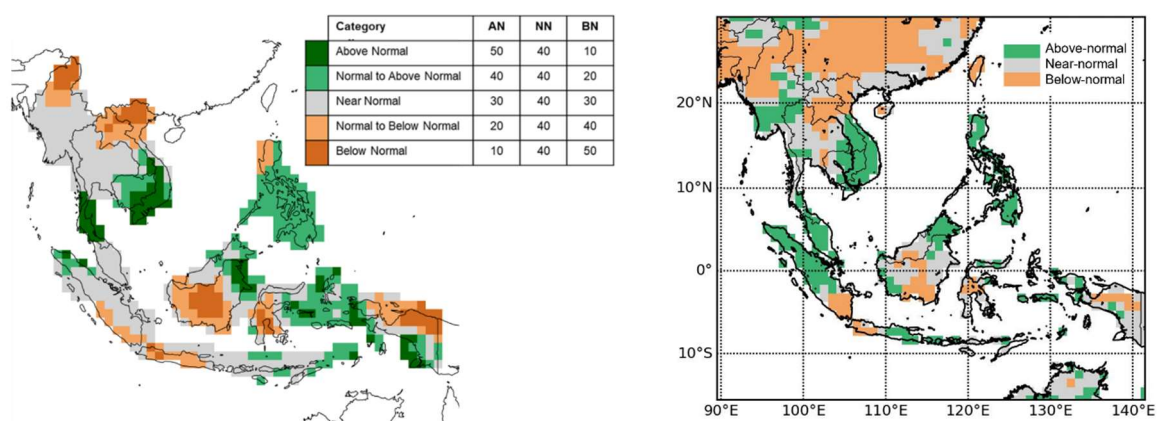 Category AN NN BN
Above Normal 50 40 10
Normal to Above Normal 40 40 20
Near Normal 30 40 30
Normal to Below Normal 20 40 40
Below Normal 10 40 50
Above-normal
Near-normal
Below-normal
20°N
10°N
0°
10°S
90°E 100°E 110°E 120°E 130°E 140°E